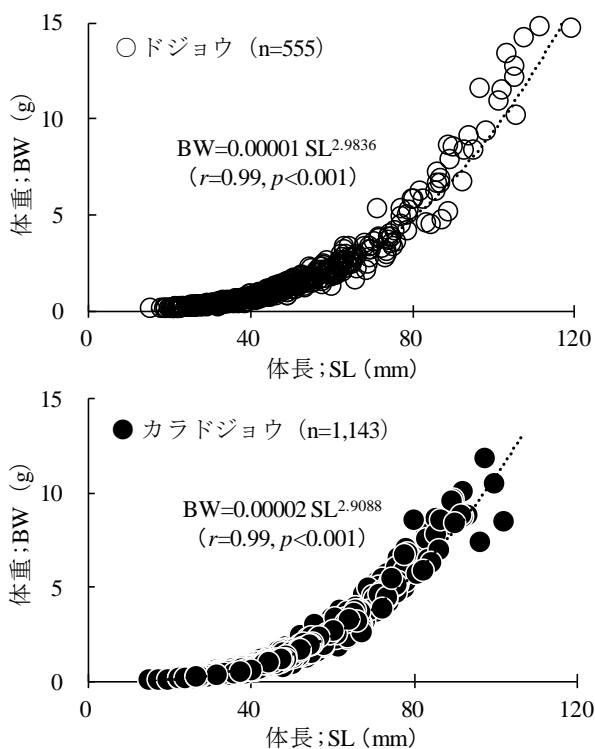 15
○ドジョウ（n=555）
10
BW=0.00001 SL2.9836
（r=0.99, p<0.001）
5
0
0 40 80 120
体重;BW（g）
体長;SL（mm）
15
●カラドジョウ（n=1,143）
10
BW=0.00002 SL2.9088
（r=0.99, p<0.001）
5
0
0 40 80 120
体重;BW（g）
体長;SL（mm）